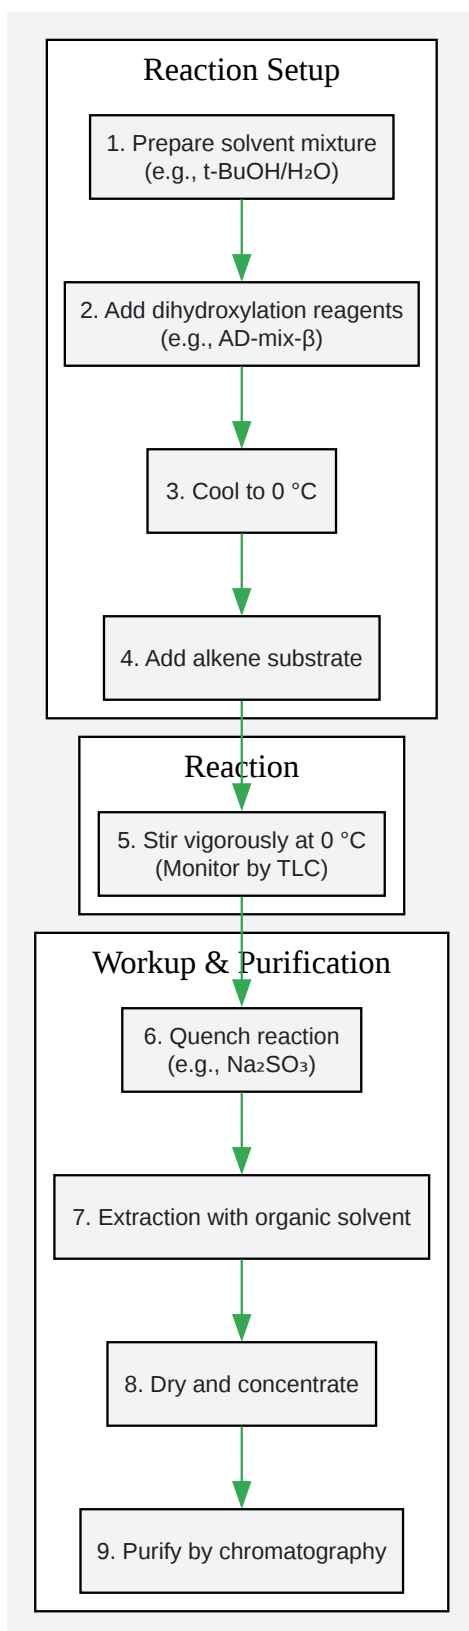 Reaction Setup
1. Prepare solvent mixture
(e.g., t-BuOH/H₂O)
2. Add dihydroxylation reagents
(e.g., AD-mix-β)
3. Cool to 0 °C
4. Add alkene substrate
Reaction
5. Stir vigorously at 0 °C
(Monitor by TLC)
Workup & Purification
6. Quench reaction
(e.g., Na₂SO₃)
7. Extraction with organic solvent
8. Dry and concentrate
9. Purify by chromatography